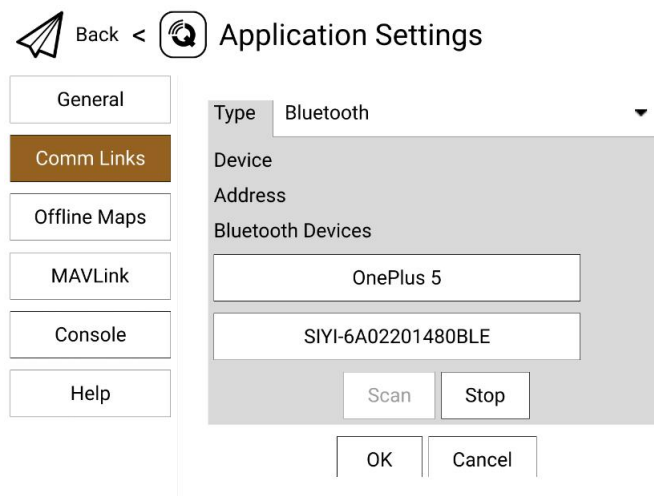 Back < Application Settings
General
Comm Links
Offline Maps
MAVLink
Console
Help
Type Bluetooth
Device
Address
Bluetooth Devices
OnePlus 5
SIYI-6A02201480BLE
Scan Stop
OK Cancel